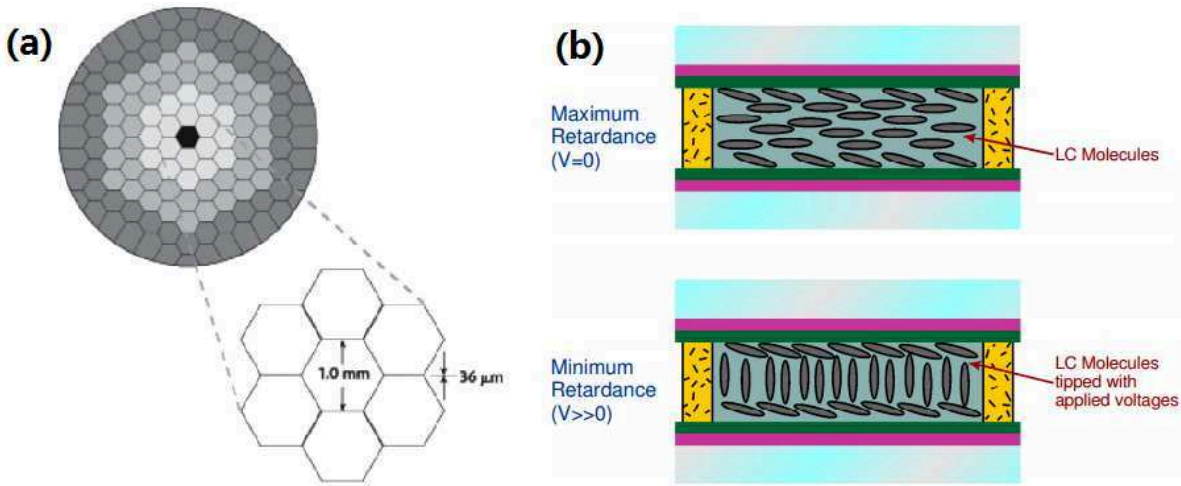 (a)
1.0 mm
36 μm
(b)
Maximum
Retardance
(V=0)
LC Molecules
Minimum
Retardance
(V>>0)
LC Molecules
tipped with
applied voltages